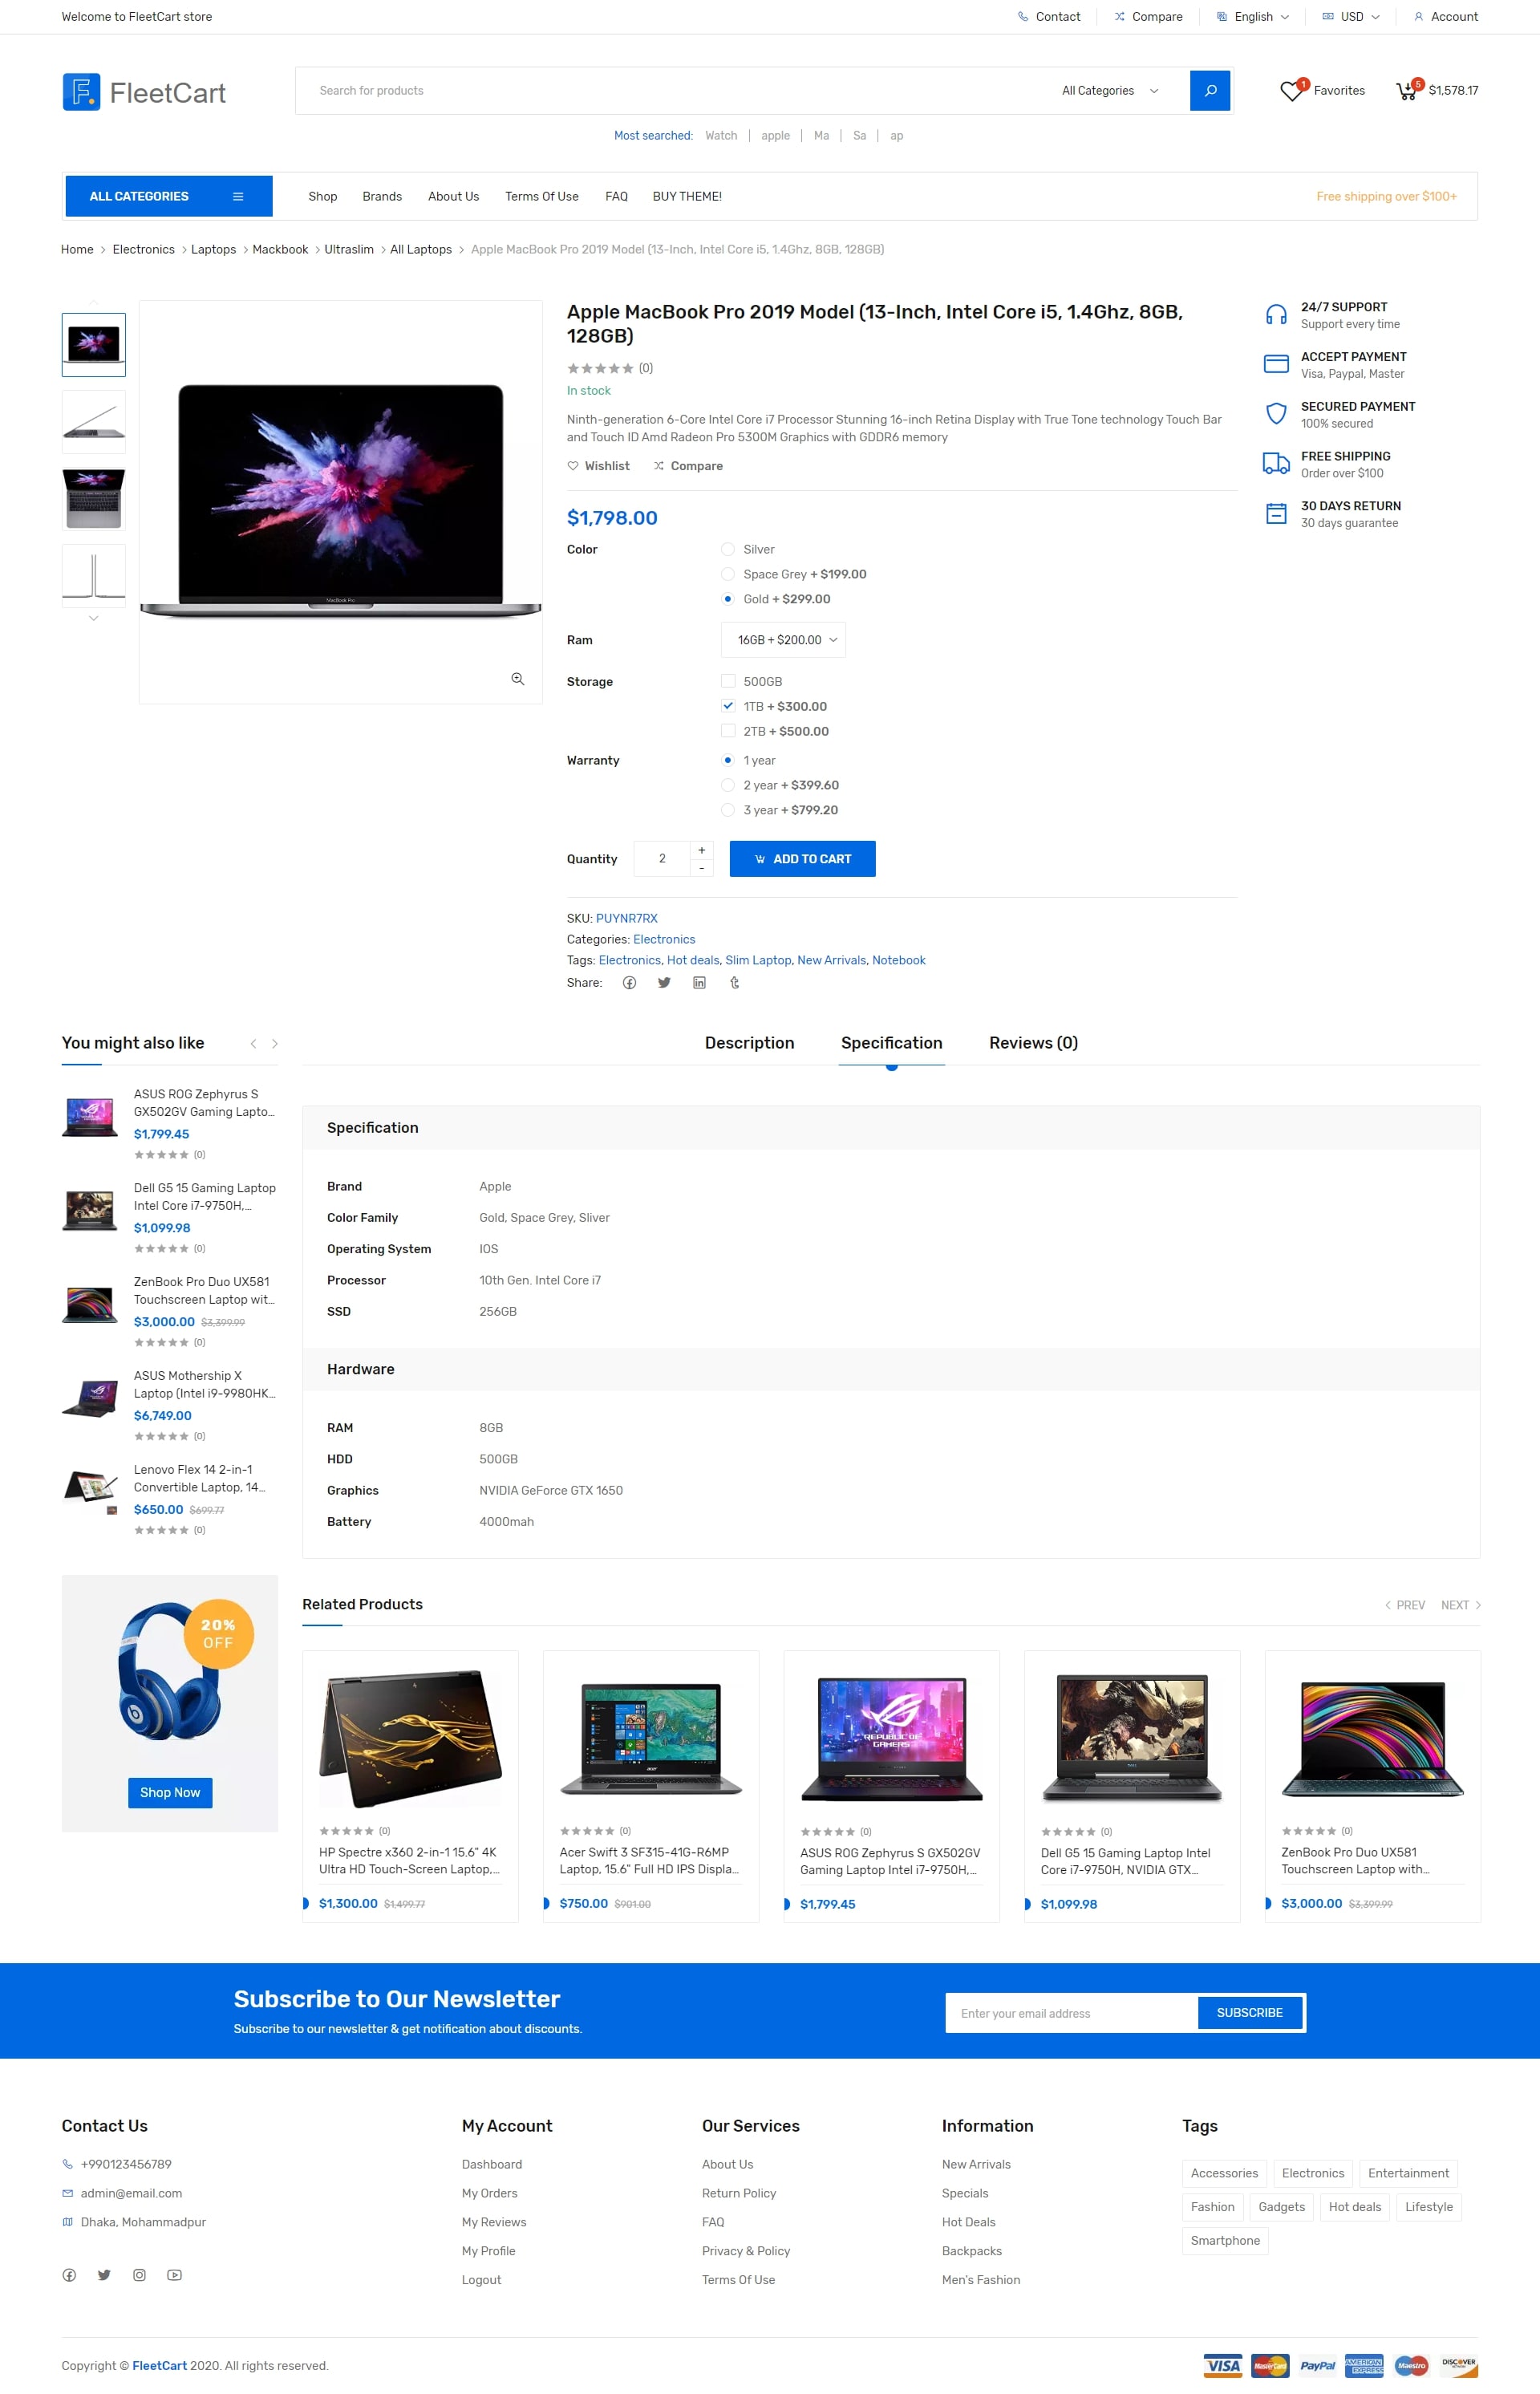 Welcome to FleetCart store
Contact
Compare
English
USD
Account
FleetCart
Search for products
All Categories
1
Favorites
5
$1,578.17
Most searched: Watch | apple | Ma | Sa | ap
ALL CATEGORIES
Shop
Brands
About Us
Terms Of Use
FAQ
BUY THEME!
Free shipping over $100+
Home > Electronics > Laptops > Mackbook > Ultraslim > All Laptops > Apple MacBook Pro 2019 Model (13-Inch, Intel Core i5, 1.4Ghz, 8GB, 128GB)
MacBook Pro
Apple MacBook Pro 2019 Model (13-Inch, Intel Core i5, 1.4Ghz, 8GB,
128GB)
(0)
In stock
Ninth-generation 6-Core Intel Core i7 Processor Stunning 16-inch Retina Display with True Tone technology Touch Bar
and Touch ID Amd Radeon Pro 5300M Graphics with GDDR6 memory
Wishlist
Compare
$1,798.00
Color
Silver
Space Grey + $199.00
Gold + $299.00
Ram
16GB + $200.00
Storage
500GB
1TB + $300.00
2TB + $500.00
Warranty
1 year
2 year + $399.60
3 year + $799.20
Quantity
2
+
-
ADD TO CART
SKU: PUYNR7RX
Categories: Electronics
Tags: Electronics, Hot deals, Slim Laptop, New Arrivals, Notebook
Share:
24/7 SUPPORT
Support every time
ACCEPT PAYMENT
Visa, Paypal, Master
SECURED PAYMENT
100% secured
FREE SHIPPING
Order over $100
30 DAYS RETURN
30 days guarantee
You might also like
ASUS ROG Zephyrus S
GX502GV Gaming Lapto...
$1,799.45
(0)
Dell G5 15 Gaming Laptop
Intel Core i7-9750H,...
$1,099.98
(0)
ZenBook Pro Duo UX581
Touchscreen Laptop wit...
$3,000.00 $3,399.99
(0)
ASUS Mothership X
Laptop (Intel i9-9980HK...
$6,749.00
(0)
Lenovo Flex 14 2-in-1
Convertible Laptop, 14...
$650.00 $699.77
(0)
20%
OFF
Shop Now
Description
Specification
Reviews (0)
Specification
Brand Apple
Color Family Gold, Space Grey, Sliver
Operating System IOS
Processor 10th Gen. Intel Core i7
SSD 256GB
Hardware
RAM 8GB
HDD 500GB
Graphics NVIDIA GeForce GTX 1650
Battery 4000mah
Related Products
PREV
NEXT
(0)
HP Spectre x360 2-in-1 15.6" 4K
Ultra HD Touch-Screen Laptop,...
$1,300.00 $1,499.77
acer
(0)
Acer Swift 3 SF315-41G-R6MP
Laptop, 15.6" Full HD IPS Displa...
$750.00 $901.00
REPUBLIC OF
GAMERS
(0)
ASUS ROG Zephyrus S GX502GV
Gaming Laptop Intel i7-9750H,...
$1,799.45
DELL
(0)
Dell G5 15 Gaming Laptop Intel
Core i7-9750H, NVIDIA GTX...
$1,099.98
(0)
ZenBook Pro Duo UX581
Touchscreen Laptop with...
$3,000.00 $3,399.99
Subscribe to Our Newsletter
Subscribe to our newsletter & get notification about discounts.
Enter your email address
SUBSCRIBE
Contact Us
+990123456789
admin@email.com
Dhaka, Mohammadpur
My Account
Dashboard
My Orders
My Reviews
My Profile
Logout
Our Services
About Us
Return Policy
FAQ
Privacy & Policy
Terms Of Use
Information
New Arrivals
Specials
Hot Deals
Backpacks
Men's Fashion
Tags
Accessories
Electronics
Entertainment
Fashion
Gadgets
Hot deals
Lifestyle
Smartphone
Copyright © FleetCart 2020. All rights reserved.
VISA
MasterCard
PayPal
AMERICAN EXPRESS
Maestro
DISCOVER